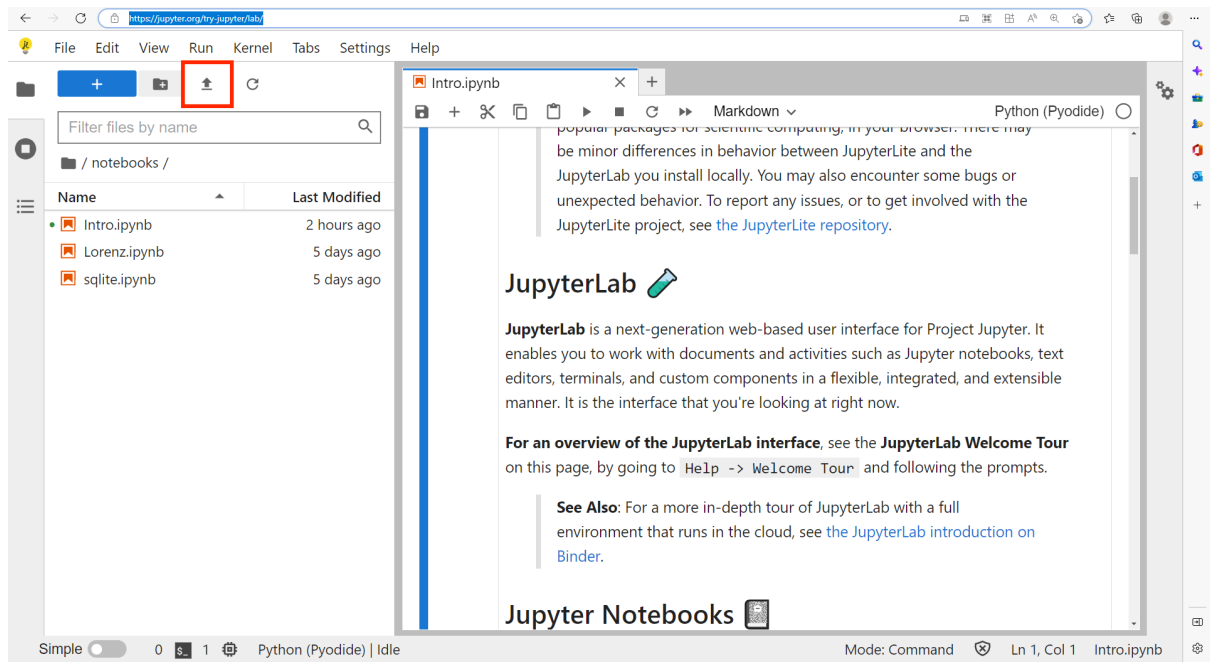 https://jupyter.org/try-jupyter/lab/
File Edit View Run Kernel Tabs Settings Help
Filter files by name
/ notebooks /
Name Last Modified
Intro.ipynb 2 hours ago
Lorenz.ipynb 5 days ago
sqlite.ipynb 5 days ago
Intro.ipynb
Markdown Python (Pyodide)
popular packages for scientific computing, in your browser. There may
be minor differences in behavior between JupyterLite and the
JupyterLab you install locally. You may also encounter some bugs or
unexpected behavior. To report any issues, or to get involved with the
JupyterLite project, see the JupyterLite repository.
JupyterLab
JupyterLab is a next-generation web-based user interface for Project Jupyter. It
enables you to work with documents and activities such as Jupyter notebooks, text
editors, terminals, and custom components in a flexible, integrated, and extensible
manner. It is the interface that you're looking at right now.
For an overview of the JupyterLab interface, see the JupyterLab Welcome Tour
on this page, by going to Help -> Welcome Tour and following the prompts.
See Also: For a more in-depth tour of JupyterLab with a full
environment that runs in the cloud, see the JupyterLab introduction on
Binder.
Jupyter Notebooks
Simple 0 $_ 1 Python (Pyodide) | Idle Mode: Command Ln 1, Col 1 Intro.ipynb